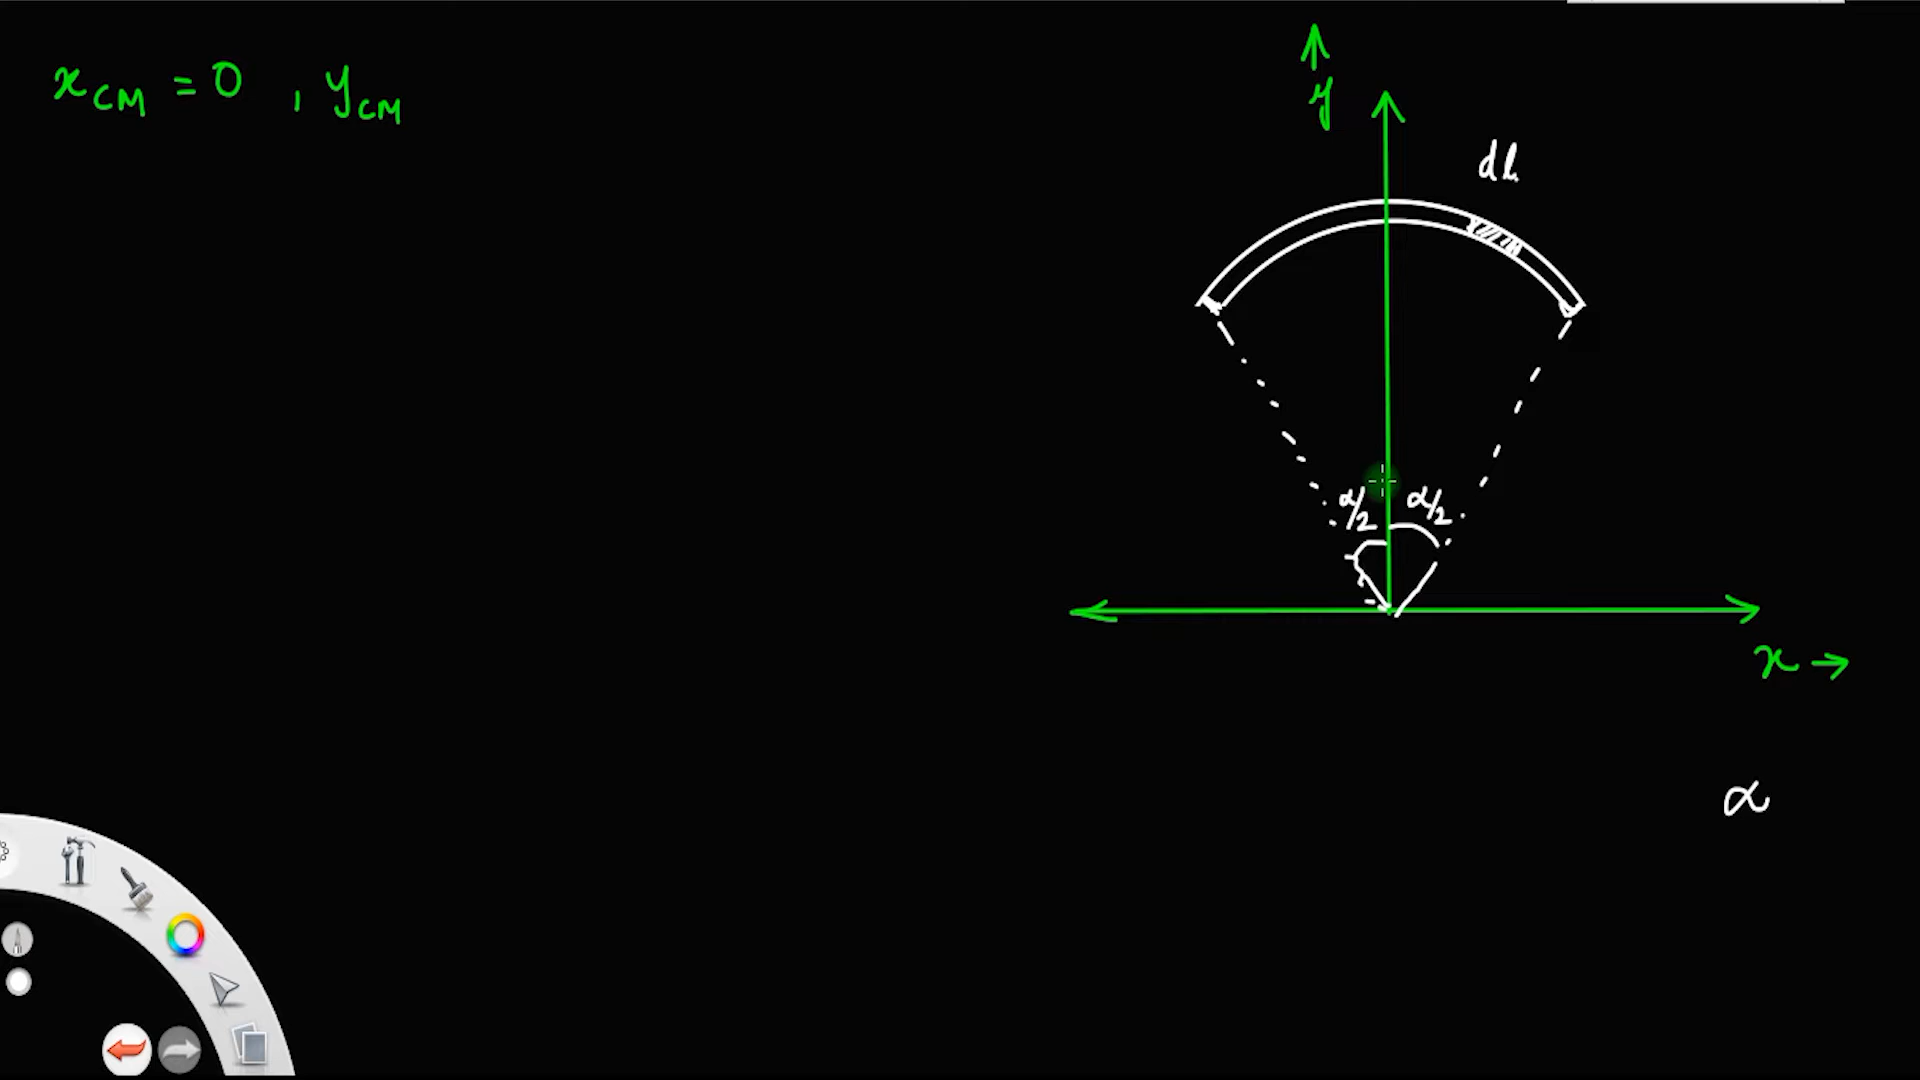 x_CM = 0 , y_CM
y
dl
α/2 α/2
x →
α